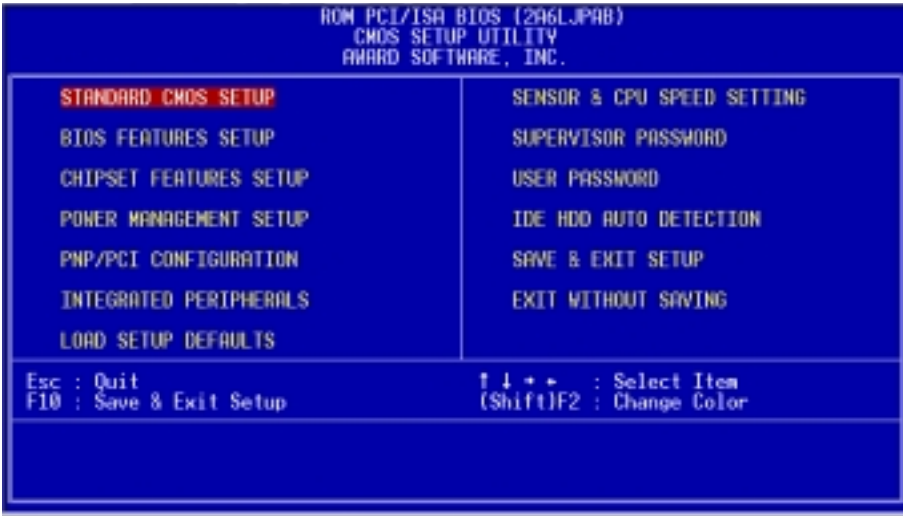 ROM PCI/ISA BIOS (2A6LJPAB)
CMOS SETUP UTILITY
AWARD SOFTWARE, INC.
STANDARD CMOS SETUP
BIOS FEATURES SETUP
CHIPSET FEATURES SETUP
POWER MANAGEMENT SETUP
PNP/PCI CONFIGURATION
INTEGRATED PERIPHERALS
LOAD SETUP DEFAULTS
SENSOR & CPU SPEED SETTING
SUPERVISOR PASSWORD
USER PASSWORD
IDE HDD AUTO DETECTION
SAVE & EXIT SETUP
EXIT WITHOUT SAVING
Esc : Quit
F10 : Save & Exit Setup
↑ ↓ → ← : Select Item
(Shift)F2 : Change Color